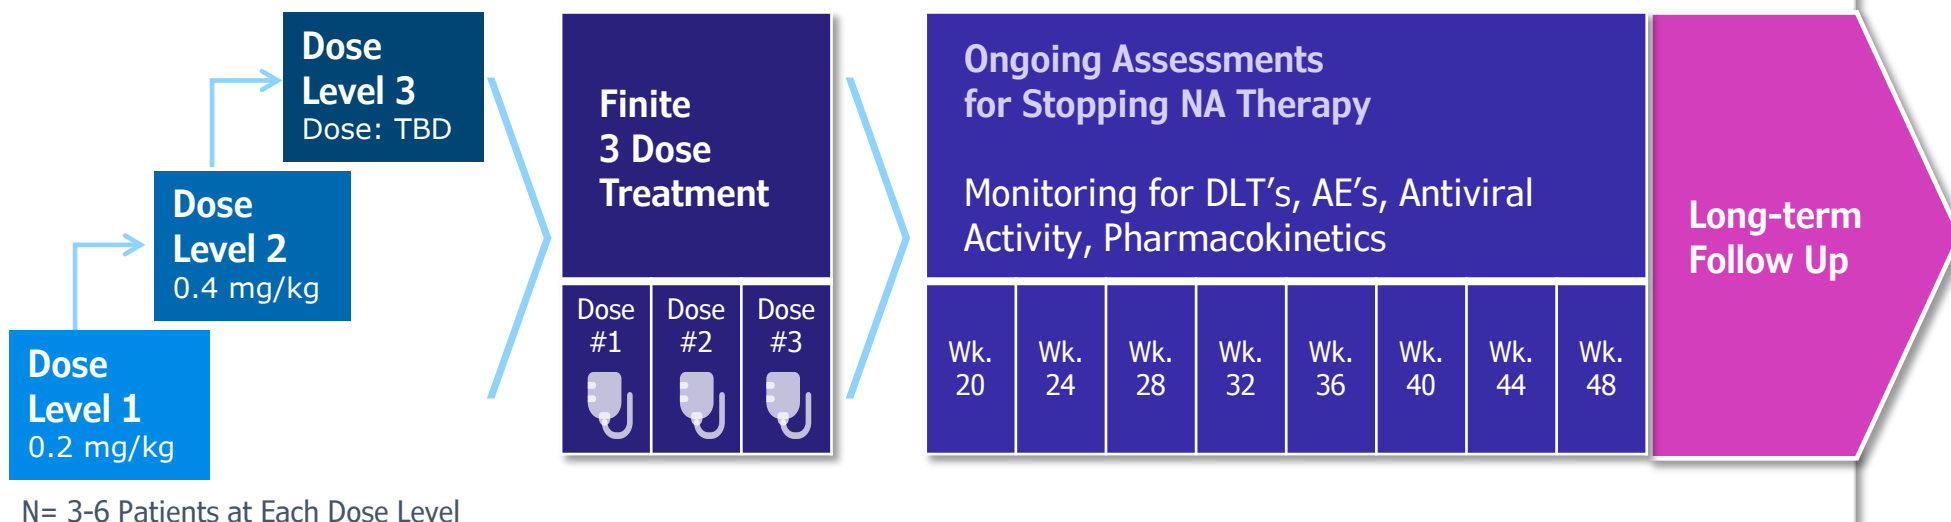 Dose
Level 1
0.2 mg/kg
Dose
Level 2
0.4 mg/kg
Dose
Level 3
Dose: TBD
N= 3-6 Patients at Each Dose Level
Finite
3 Dose
Treatment
Dose
#1
Dose
#2
Dose
#3
Ongoing Assessments
for Stopping NA Therapy
Monitoring for DLT’s, AE’s, Antiviral
Activity, Pharmacokinetics
Wk.
20
Wk.
24
Wk.
28
Wk.
32
Wk.
36
Wk.
40
Wk.
44
Wk.
48
Long-term
Follow Up